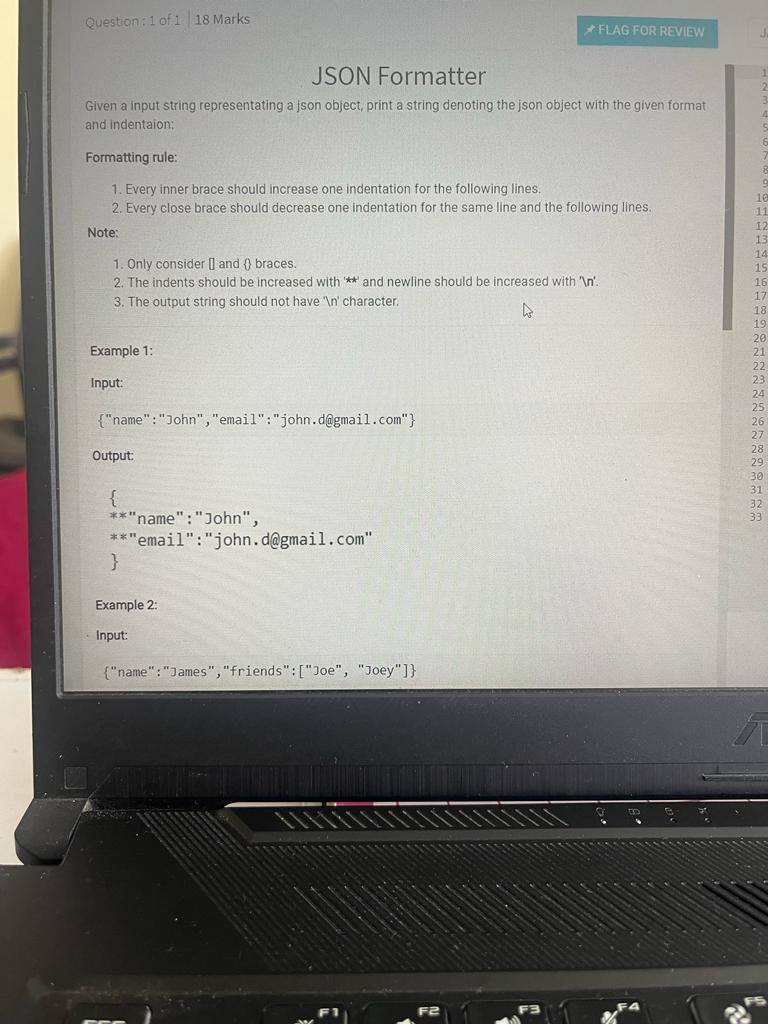 Question : 1 of 1 | 18 Marks
FLAG FOR REVIEW
JSON Formatter
Given a input string representating a json object, print a string denoting the json object with the given format
and indentaion:
Formatting rule:
1. Every inner brace should increase one indentation for the following lines.
2. Every close brace should decrease one indentation for the same line and the following lines.
Note:
1. Only consider [] and {} braces.
2. The indents should be increased with '**' and newline should be increased with '\n'.
3. The output string should not have '\n' character.
Example 1:
Input:
{"name":"John","email":"john.d@gmail.com"}
Output:
{
**"name":"John",
**"email":"john.d@gmail.com"
}
Example 2:
Input:
{"name":"James","friends":["Joe", "Joey"]}
1
2
3
4
5
6
7
8
9
10
11
12
13
14
15
16
17
18
19
20
21
22
23
24
25
26
27
28
29
30
31
32
33
F1
F2
F3
F4
F5